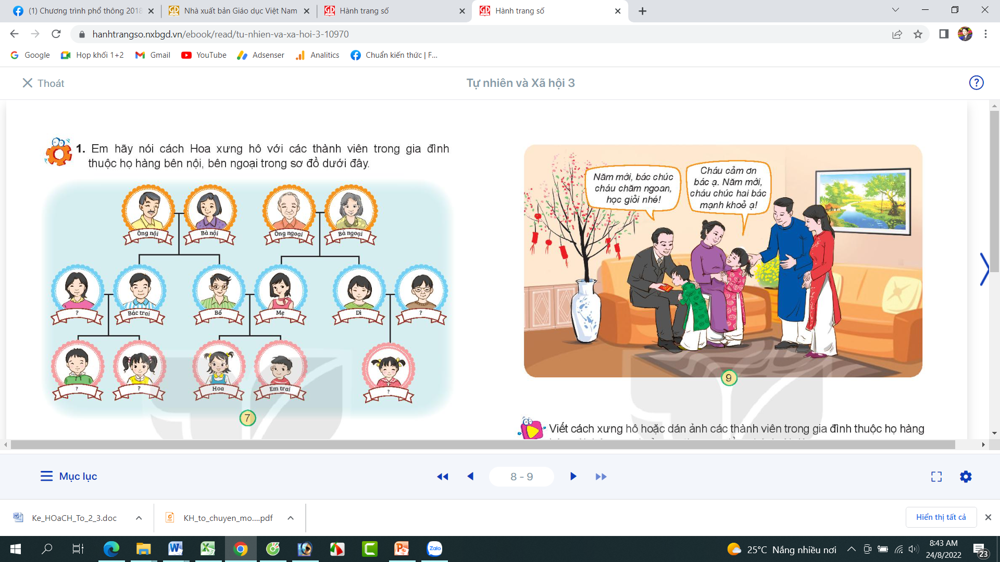 (1) Chương trình phổ thông 2018
Nhà xuất bản Giáo dục Việt Nam
Hành trang số
Hành trang số
hanhtrangso.nxbgd.vn/ebook/read/tu-nhien-va-xa-hoi-3-10970
Google
Họp khối 1+2
Gmail
YouTube
Adsenser
Analitics
Chuẩn kiến thức | F...
Thoát
Tự nhiên và Xã hội 3
?
1. Em hãy nói cách Hoa xưng hô với các thành viên trong gia đình
thuộc họ hàng bên nội, bên ngoại trong sơ đồ dưới đây.
Ông nội
Bà nội
Ông ngoại
Bà ngoại
?
Bác trai
Bố
Mẹ
Dì
?
?
?
Hoa
Em trai
?
7
Năm mới, bác chúc
cháu chăm ngoan,
học giỏi nhé!
Cháu cảm ơn
bác ạ. Năm mới,
cháu chúc hai bác
mạnh khoẻ ạ!
9
Viết cách xưng hô hoặc dán ảnh các thành viên trong gia đình thuộc họ hàng
Mục lục
8 - 9
Ke_HOaCH_To_2_3.doc
KH_to_chuyen_mo....pdf
Hiển thị tất cả
Zalo
25°C Nắng nhiều nơi
8:43 AM
24/8/2022
23